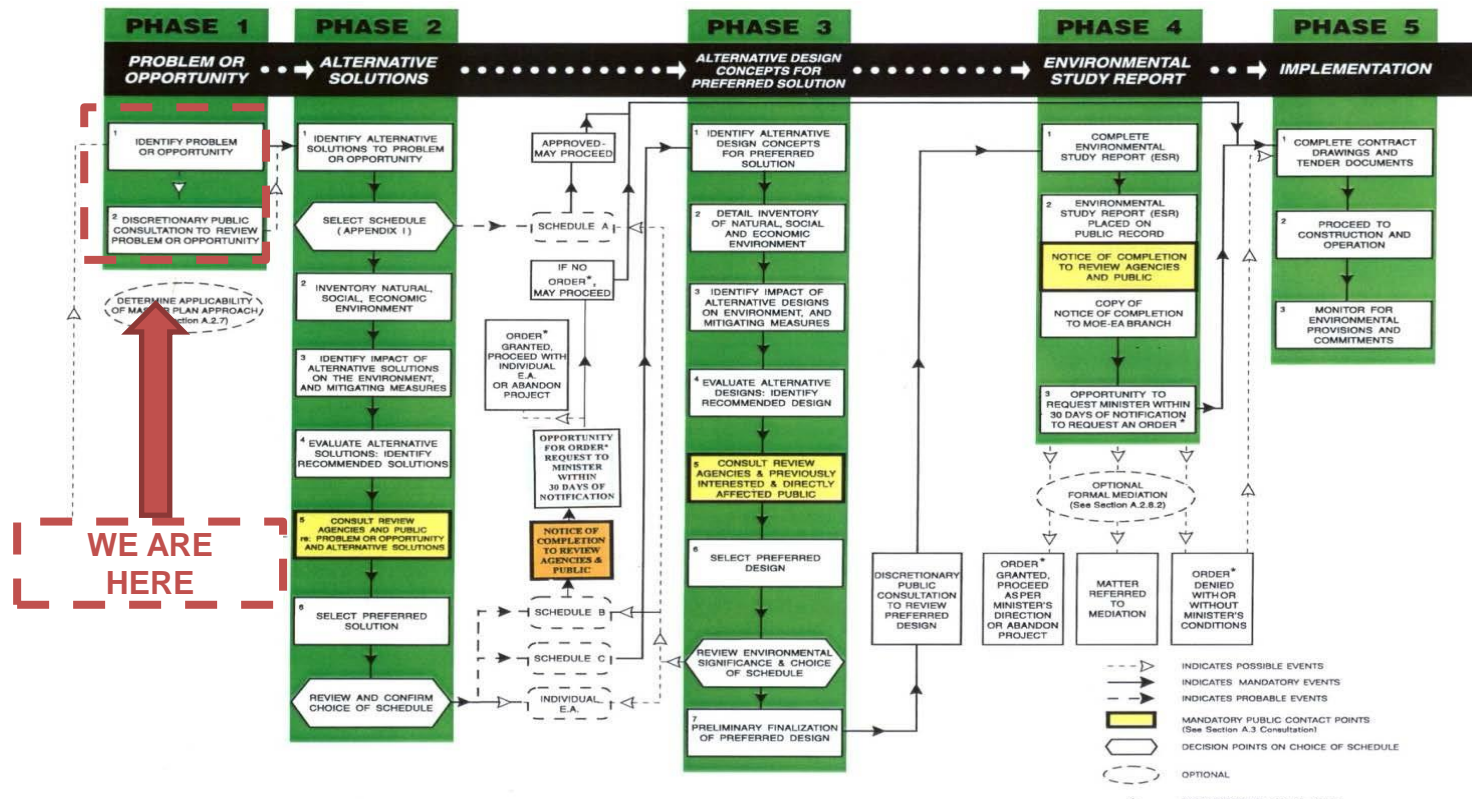 PHASE 1
PROBLEM OR
OPPORTUNITY
1
IDENTIFY PROBLEM
OR OPPORTUNITY
2
DISCRETIONARY PUBLIC
CONSULTATION TO REVIEW
PROBLEM OR OPPORTUNITY
DETERMINE APPLICABILITY
OF PLAN APPROACH
A.2.7)
WE ARE
HERE
PHASE 2
ALTERNATIVE
SOLUTIONS
1
IDENTIFY ALTERNATIVE
SOLUTIONS TO PROBLEM
OR OPPORTUNITY
SELECT SCHEDULE
( APPENDIX I )
2
INVENTORY NATURAL,
SOCIAL, ECONOMIC
ENVIRONMENT
3
IDENTIFY IMPACT OF
ALTERNATIVE SOLUTIONS
ON THE ENVIRONMENT,
AND MITIGATING MEASURES
4
EVALUATE ALTERNATIVE
SOLUTIONS: IDENTIFY
RECOMMENDED SOLUTIONS
5
CONSULT REVIEW
AGENCIES AND PUBLIC
re: PROBLEM OR OPPORTUNITY
AND ALTERNATIVE SOLUTIONS
6
SELECT PREFERRED
SOLUTION
REVIEW AND CONFIRM
CHOICE OF SCHEDULE
APPROVED-
MAY PROCEED
SCHEDULE A
IF NO
ORDER*,
MAY PROCEED
ORDER*
GRANTED,
PROCEED WITH
INDIVIDUAL
E.A.
OR ABANDON
PROJECT
OPPORTUNITY
FOR ORDER*
REQUEST TO
MINISTER
WITHIN
30 DAYS OF
NOTIFICATION
NOTICE OF
COMPLETION
TO REVIEW
AGENCIES &
PUBLIC
SCHEDULE B
SCHEDULE C
INDIVIDUAL
E.A.
PHASE 3
ALTERNATIVE DESIGN
CONCEPTS FOR
PREFERRED SOLUTION
1
IDENTIFY ALTERNATIVE
DESIGN CONCEPTS
FOR PREFERRED
SOLUTION
2
DETAIL INVENTORY
OF NATURAL, SOCIAL
AND ECONOMIC
ENVIRONMENT
3
IDENTIFY IMPACT OF
ALTERNATIVE DESIGNS
ON ENVIRONMENT, AND
MITIGATING MEASURES
4
EVALUATE ALTERNATIVE
DESIGNS: IDENTIFY
RECOMMENDED DESIGN
5
CONSULT REVIEW
AGENCIES & PREVIOUSLY
INTERESTED & DIRECTLY
AFFECTED PUBLIC
6
SELECT PREFERRED
DESIGN
REVIEW ENVIRONMENTAL
SIGNIFICANCE & CHOICE
OF SCHEDULE
7
PRELIMINARY FINALIZATION
OF PREFERRED DESIGN
DISCRETIONARY
PUBLIC
CONSULTATION
TO REVIEW
PREFERRED
DESIGN
PHASE 4
ENVIRONMENTAL
STUDY REPORT
1
COMPLETE
ENVIRONMENTAL
STUDY REPORT (ESR)
2
ENVIRONMENTAL
STUDY REPORT (ESR)
PLACED ON
PUBLIC RECORD
NOTICE OF COMPLETION
TO REVIEW AGENCIES
AND PUBLIC
COPY OF
NOTICE OF COMPLETION
TO MOE-EA BRANCH
3
OPPORTUNITY TO
REQUEST MINISTER WITHIN
30 DAYS OF NOTIFICATION
TO REQUEST AN ORDER*
OPTIONAL
FORMAL MEDIATION
(See Section A.2.8.2)
ORDER*
GRANTED,
PROCEED
AS PER
MINISTER'S
DIRECTION
OR ABANDON
PROJECT
MATTER
REFERRED
TO
MEDIATION
ORDER*
DENIED
WITH OR
WITHOUT
MINISTER'S
CONDITIONS
PHASE 5
IMPLEMENTATION
1
COMPLETE CONTRACT
DRAWINGS AND
TENDER DOCUMENTS
2
PROCEED TO
CONSTRUCTION AND
OPERATION
3
MONITOR FOR
ENVIRONMENTAL
PROVISIONS AND
COMMITMENTS
INDICATES POSSIBLE EVENTS
INDICATES MANDATORY EVENTS
INDICATES PROBABLE EVENTS
MANDATORY PUBLIC CONTACT POINTS
(See Section A.3 Consultation)
DECISION POINTS ON CHOICE OF SCHEDULE
OPTIONAL